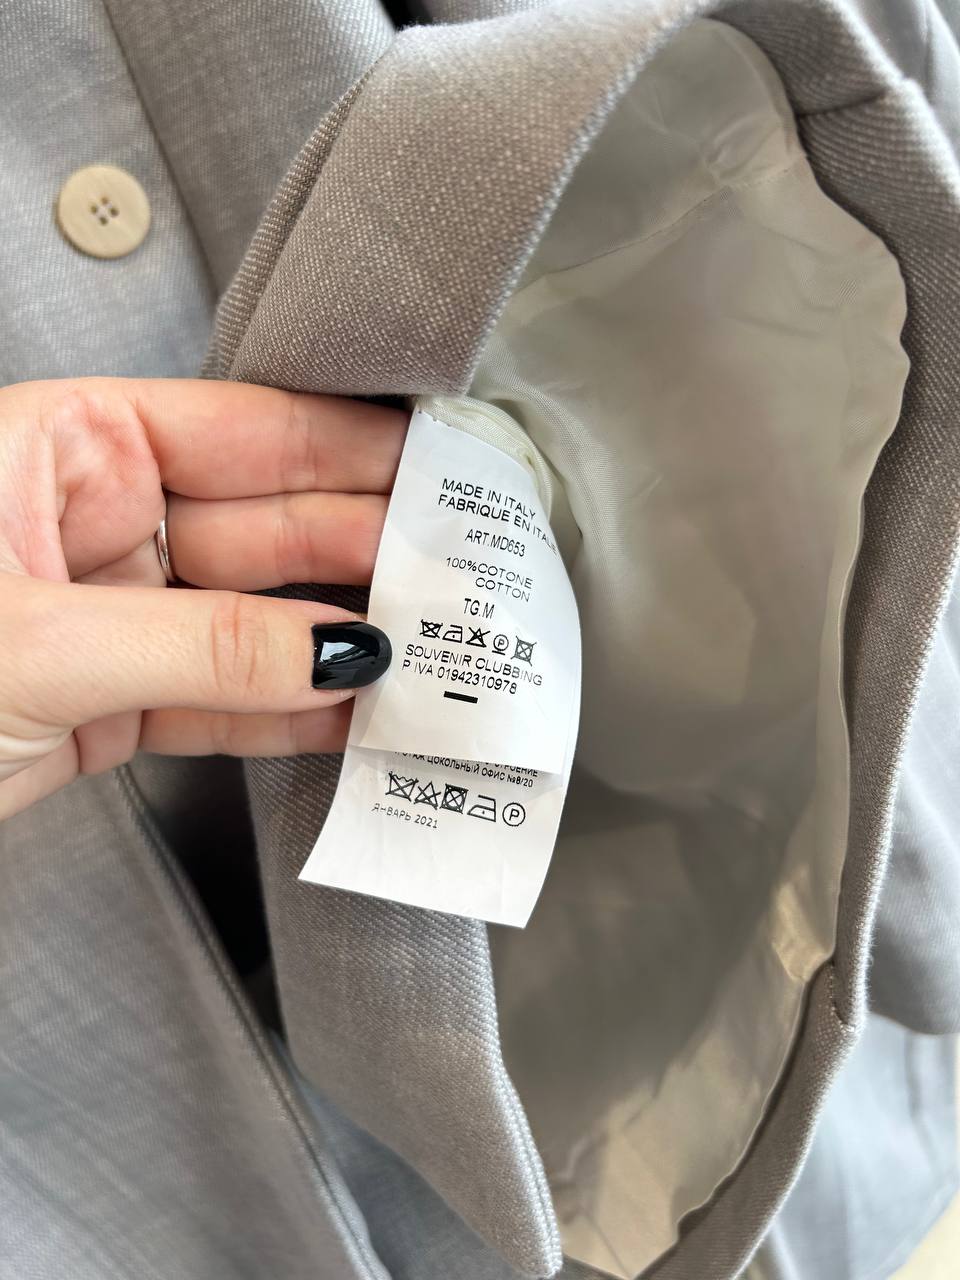 MADE IN ITALY
FABRIQUE EN ITALIE
ART.MD653
100%COTONE
COTTON
TG.M
P
SOUVENIR CLUBBING
P IVA 01942310978
ЦОКОЛЬНЫЙ ОФИС №8/20
P
ЯНВАРЬ 2021